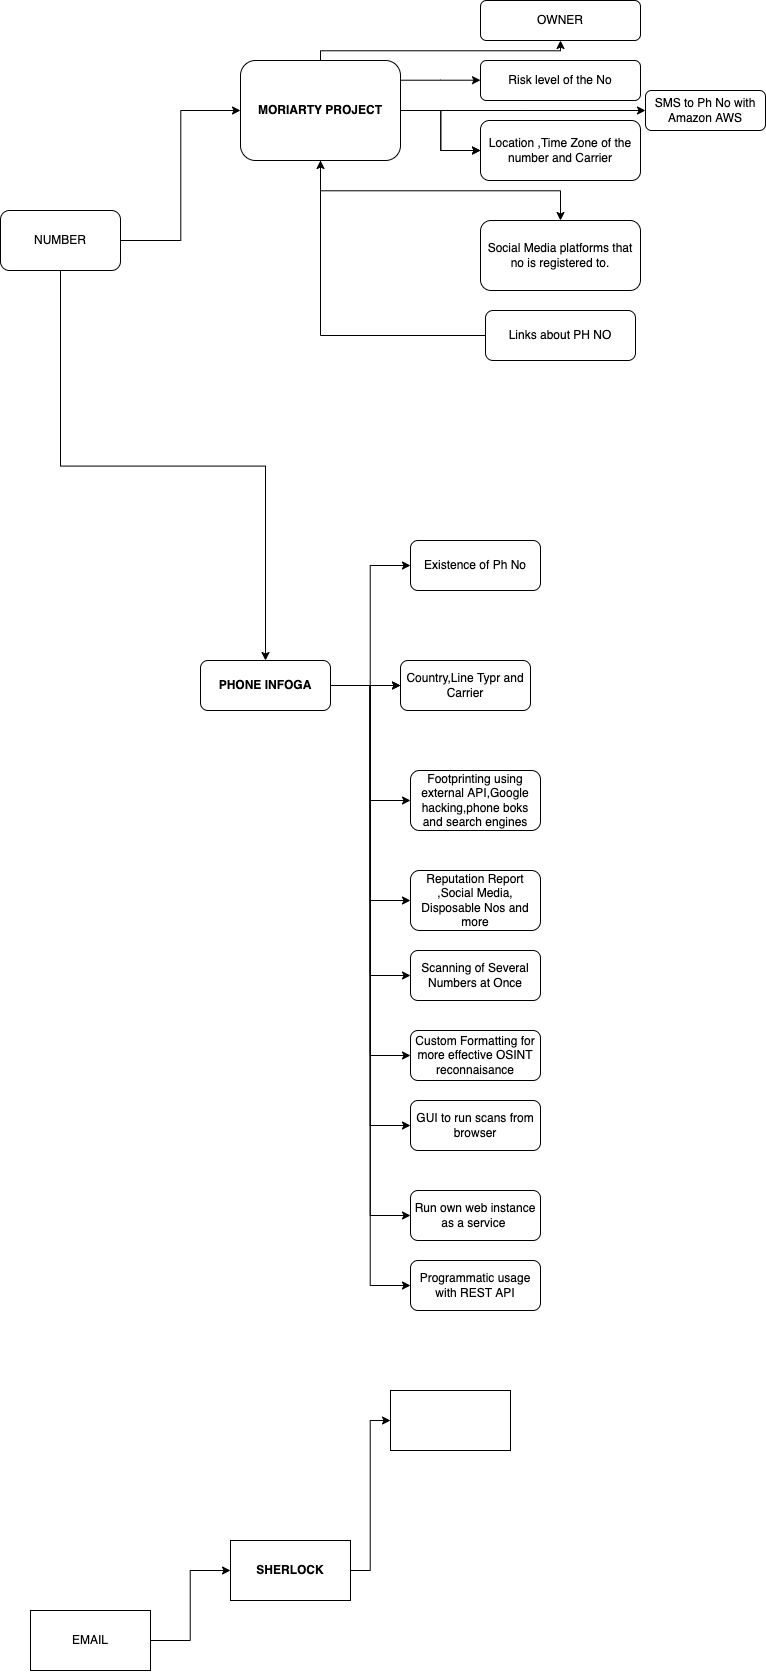 OWNER
Risk level of the No
SMS to Ph No with
Amazon AWS
MORIARTY PROJECT
Location ,Time Zone of the
number and Carrier
NUMBER
Social Media platforms that
no is registered to.
Links about PH NO
Existence of Ph No
PHONE INFOGA
Country,Line Typr and
Carrier
Footprinting using
external API,Google
hacking,phone boks
and search engines
Reputation Report
,Social Media,
Disposable Nos and
more
Scanning of Several
Numbers at Once
Custom Formatting for
more effective OSINT
reconnaisance
GUI to run scans from
browser
Run own web instance
as a service
Programmatic usage
with REST API
SHERLOCK
EMAIL